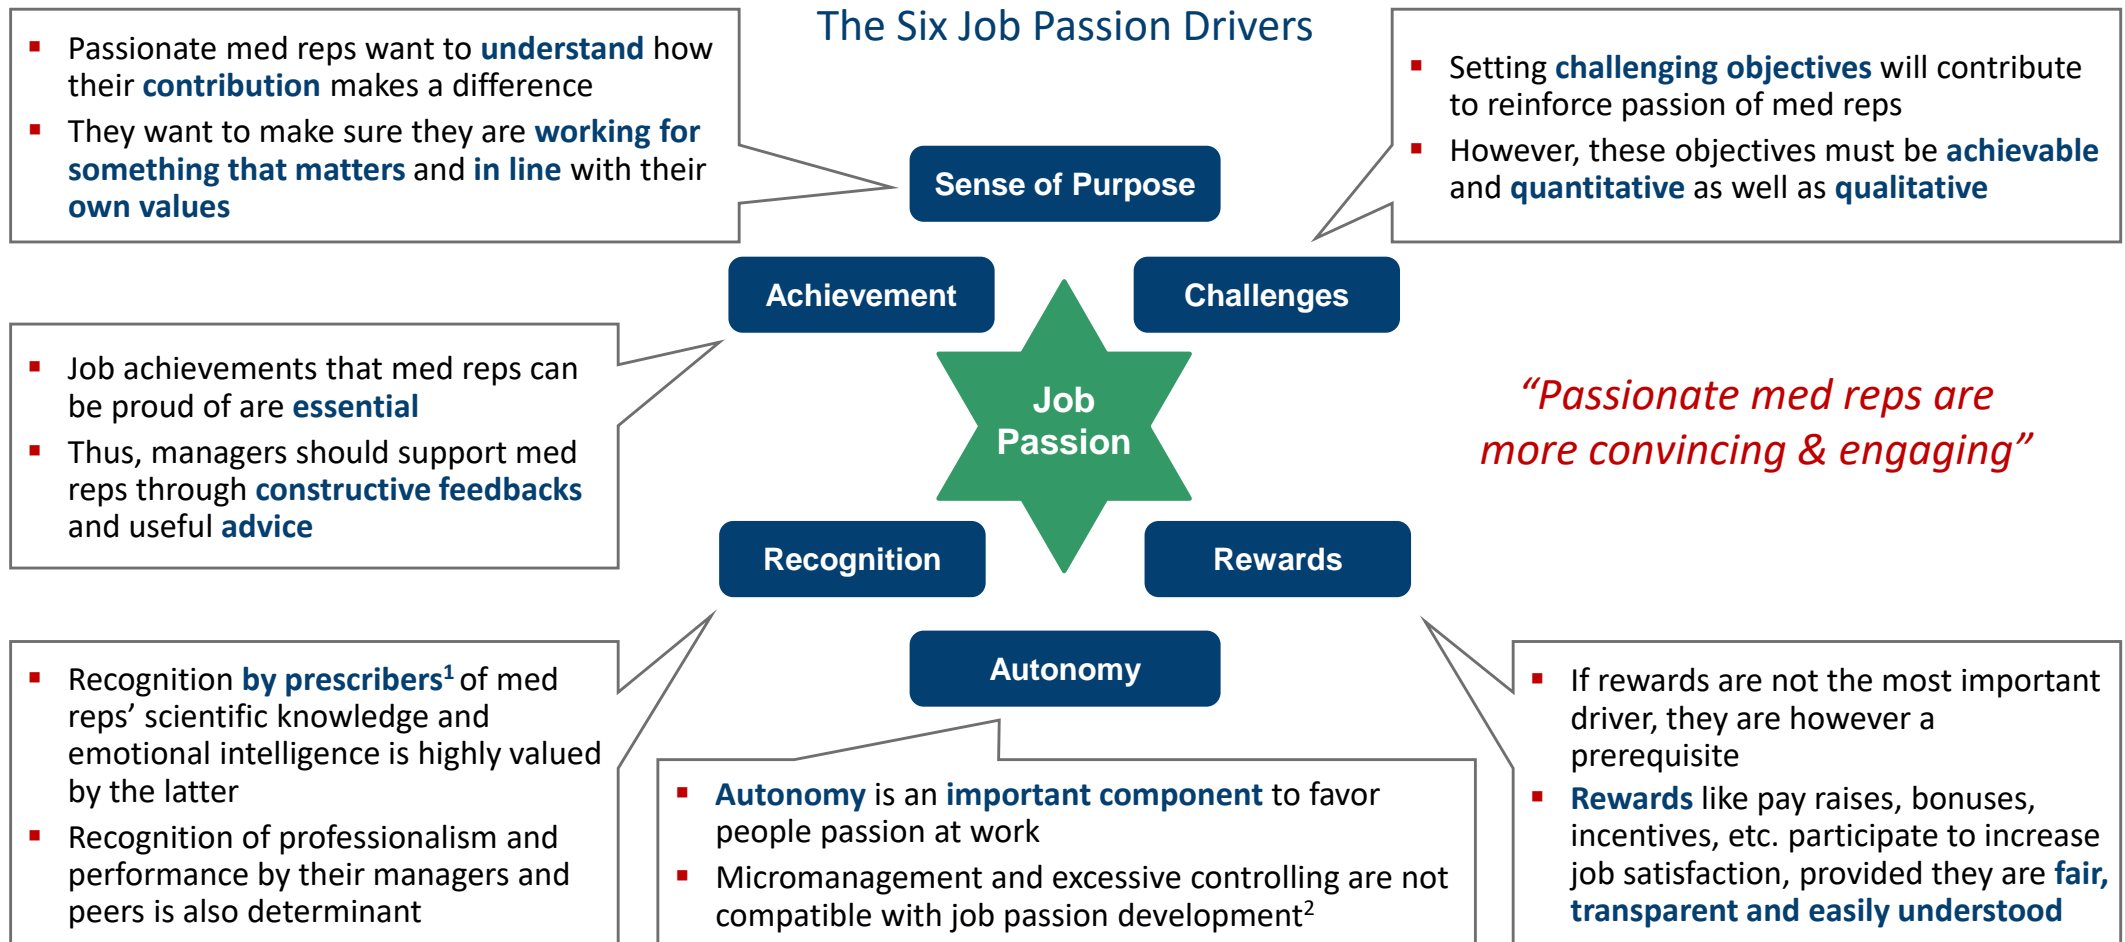 The Six Job Passion Drivers
▪ Passionate med reps want to understand how
their contribution makes a difference
▪ They want to make sure they are working for
something that matters and in line with their
own values
▪ Setting challenging objectives will contribute
to reinforce passion of med reps
▪ However, these objectives must be achievable
and quantitative as well as qualitative
Sense of Purpose
Achievement
Challenges
▪ Job achievements that med reps can
be proud of are essential
▪ Thus, managers should support med
reps through constructive feedbacks
and useful advice
Job
Passion
“Passionate med reps are
more convincing & engaging”
Recognition
Rewards
Autonomy
▪ Recognition by prescribers¹ of med
reps’ scientific knowledge and
emotional intelligence is highly valued
by the latter
▪ Recognition of professionalism and
performance by their managers and
peers is also determinant
▪ Autonomy is an important component to favor
people passion at work
▪ Micromanagement and excessive controlling are not
compatible with job passion development²
▪ If rewards are not the most important
driver, they are however a
prerequisite
▪ Rewards like pay raises, bonuses,
incentives, etc. participate to increase
job satisfaction, provided they are fair,
transparent and easily understood